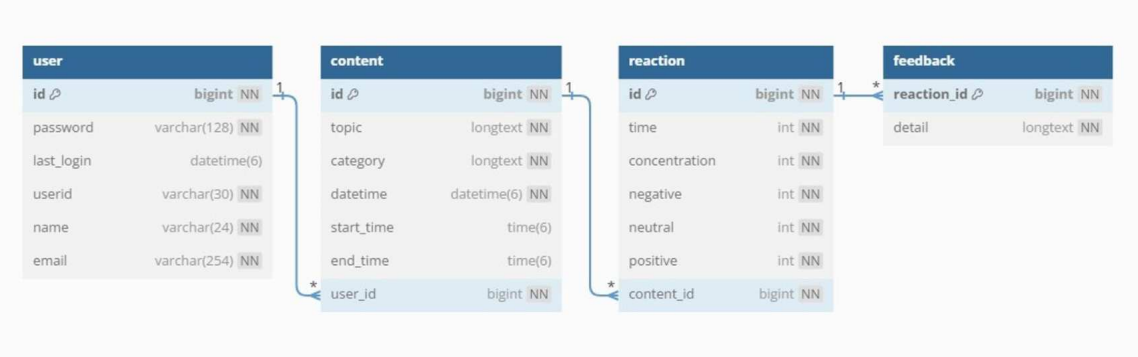 user
id bigint NN
password varchar(128) NN
last_login datetime(6)
userid varchar(30) NN
name varchar(24) NN
email varchar(254) NN
1
*
content
id bigint NN
topic longtext NN
category longtext NN
datetime datetime(6) NN
start_time time(6)
end_time time(6)
user_id bigint NN
1
*
reaction
id bigint NN
time int NN
concentration int NN
negative int NN
neutral int NN
positive int NN
content_id bigint NN
1
*
feedback
reaction_id bigint NN
detail longtext NN